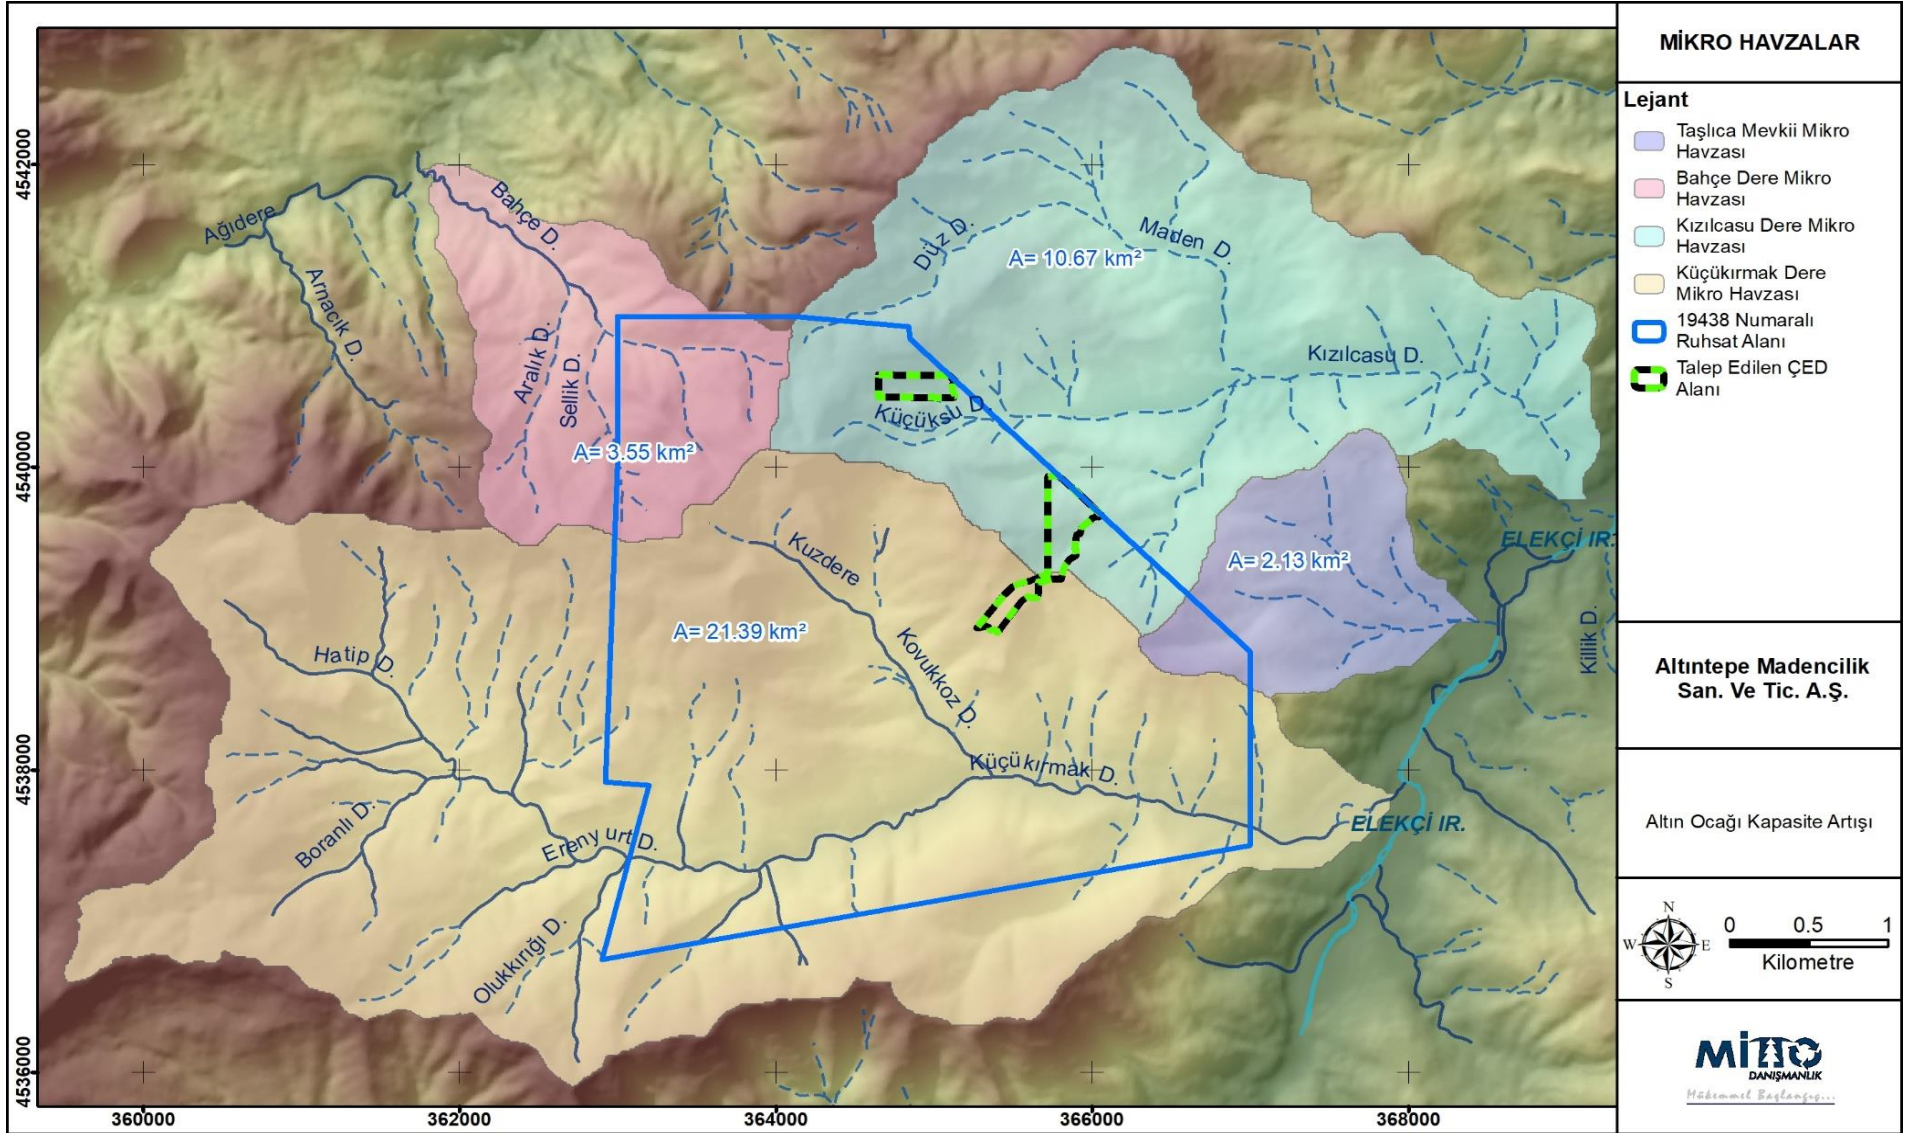 MİKRO HAVZALAR
Lejant
Taşlıca Mevkii Mikro
Havzası
Bahçe Dere Mikro
Havzası
Kızılcasu Dere Mikro
Havzası
Küçükırmak Dere
Mikro Havzası
19438 Numaralı
Ruhsat Alanı
Talep Edilen ÇED
Alanı
Altıntepe Madencilik
San. Ve Tic. A.Ş.
Altın Ocağı Kapasite Artışı
N
W
E
S
0 0.5 1
Kilometre
MİTTO
DANIŞMANLIK
Mükemmel Başlangıç...
4542000
4540000
4538000
4536000
360000
362000
364000
366000
368000
Ağıdere
Arnacık D.
Bahçe D.
Aralık D.
Sellik D.
A= 3.55 km²
Düz D.
Maden D.
A= 10.67 km²
Kızılcasu D.
Küçüksu D.
A= 2.13 km²
ELEKÇİ IR.
Killik D.
Kuzdere
A= 21.39 km²
Kovukkoz D.
Hatip D.
Küçükırmak D.
Boranlı D.
Ereny urt D.
ELEKÇİ IR.
Olukkırığı D.